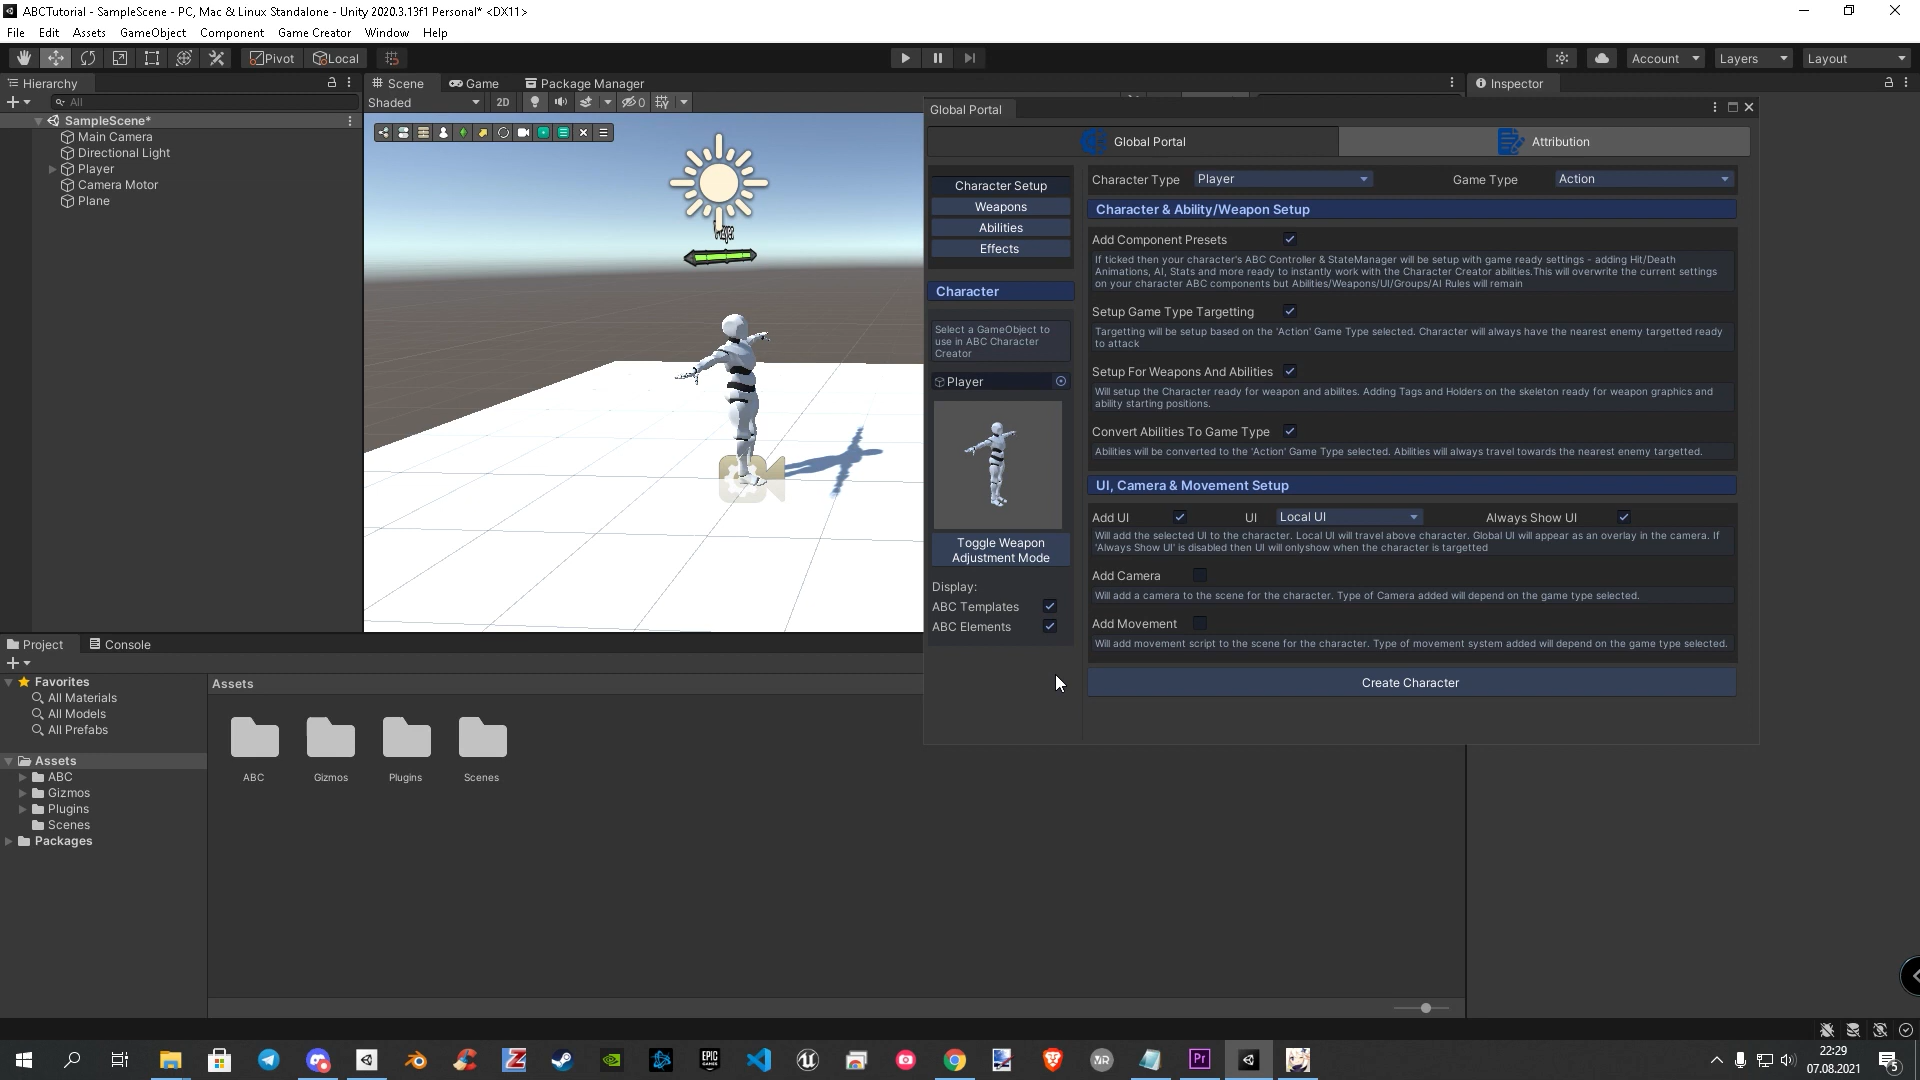 ABCTutorial - SampleScene - PC, Mac & Linux Standalone - Unity 2020.3.13f1 Personal* <DX11>
File Edit Assets GameObject Component Game Creator Window Help
Pivot Local Account Layers Layout
Hierarchy
All
SampleScene*
Main Camera
Directional Light
Player
Camera Motor
Plane
Scene Game Package Manager
Shaded 2D 0
Player
Inspector
Global Portal
Global Portal Attribution
Character Setup
Weapons
Abilities
Effects
Character
Select a GameObject to
use in ABC Character
Creator
Player
Toggle Weapon
Adjustment Mode
Display:
ABC Templates
ABC Elements
Character Type Player Game Type Action
Character & Ability/Weapon Setup
Add Component Presets
If ticked then your character's ABC Controller & StateManager will be setup with game ready settings - adding Hit/Death
Animations, AI, Stats and more ready to instantly work with the Character Creator abilities.This will overwrite the current settings
on your character ABC components but Abilities/Weapons/UI/Groups/AI Rules will remain
Setup Game Type Targetting
Targetting will be setup based on the 'Action' Game Type selected. Character will always have the nearest enemy targetted ready
to attack
Setup For Weapons And Abilities
Will setup the Character ready for weapon and abilites. Adding Tags and Holders on the skeleton ready for weapon graphics and
ability starting positions.
Convert Abilities To Game Type
Abilities will be converted to the 'Action' Game Type selected. Abilities will always travel towards the nearest enemy targetted.
UI, Camera & Movement Setup
Add UI UI Local UI Always Show UI
Will add the selected UI to the character. Local UI will travel above character. Global UI will appear as an overlay in the camera. If
'Always Show UI' is disabled then UI will onlyshow when the character is targetted
Add Camera
Will add a camera to the scene for the character. Type of Camera added will depend on the game type selected.
Add Movement
Will add movement script to the scene for the character. Type of movement system added will depend on the game type selected.
Create Character
Project Console
Favorites
All Materials
All Models
All Prefabs
Assets
ABC
Gizmos
Plugins
Scenes
Packages
Assets
ABC Gizmos Plugins Scenes
EPIC GAMES
VR
Pr
22:29
07.08.2021
5